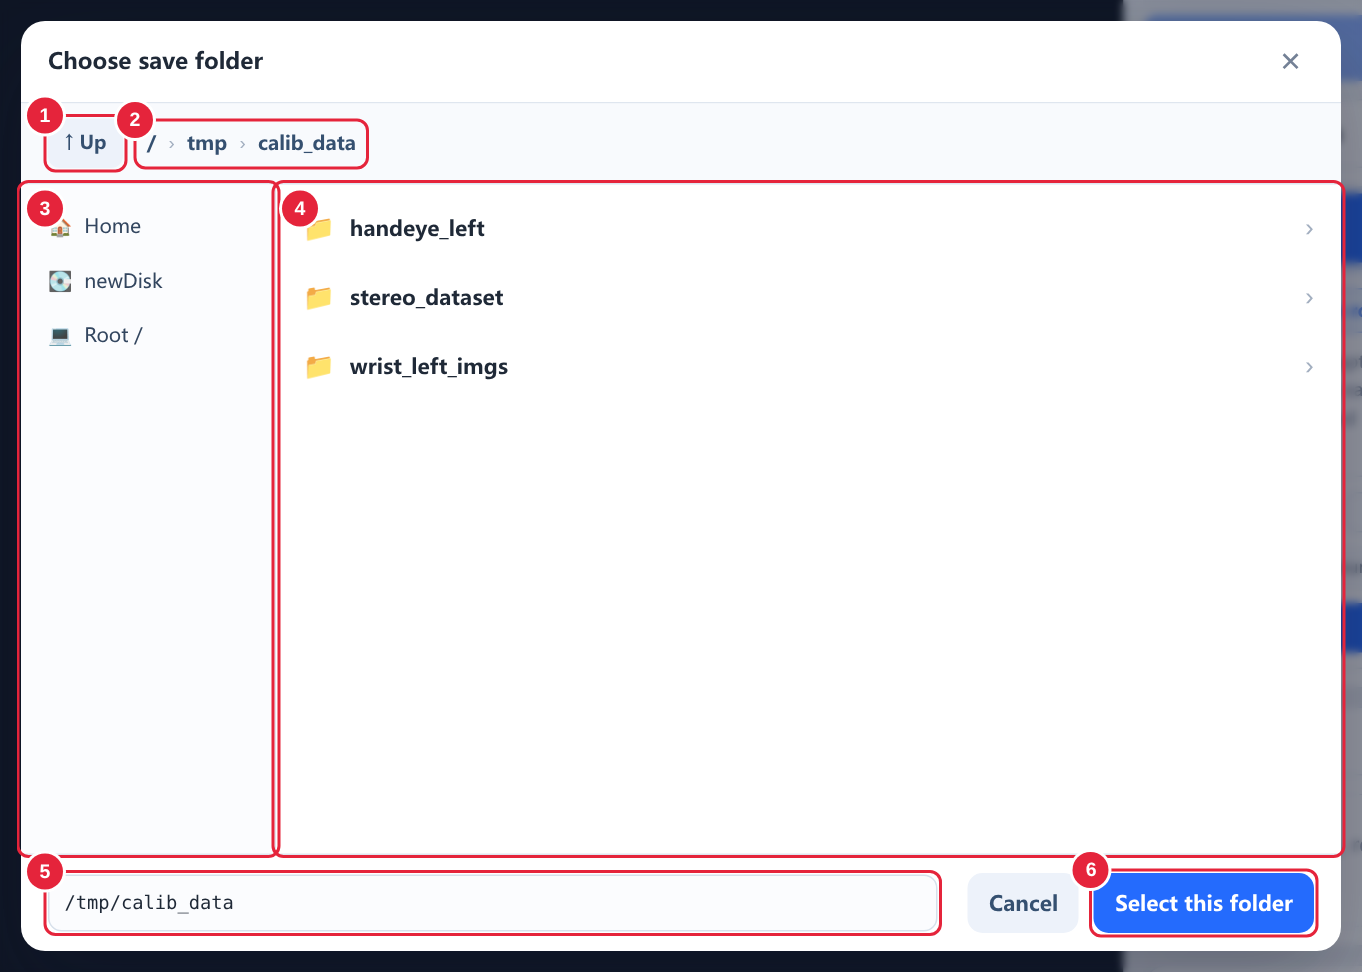 Choose save folder ✕
1 2
↑ Up / › tmp › calib_data
3 4
Home
newDisk
Root /
handeye_left ›
stereo_dataset ›
wrist_left_imgs ›
5 6
/tmp/calib_data
Cancel
Select this folder